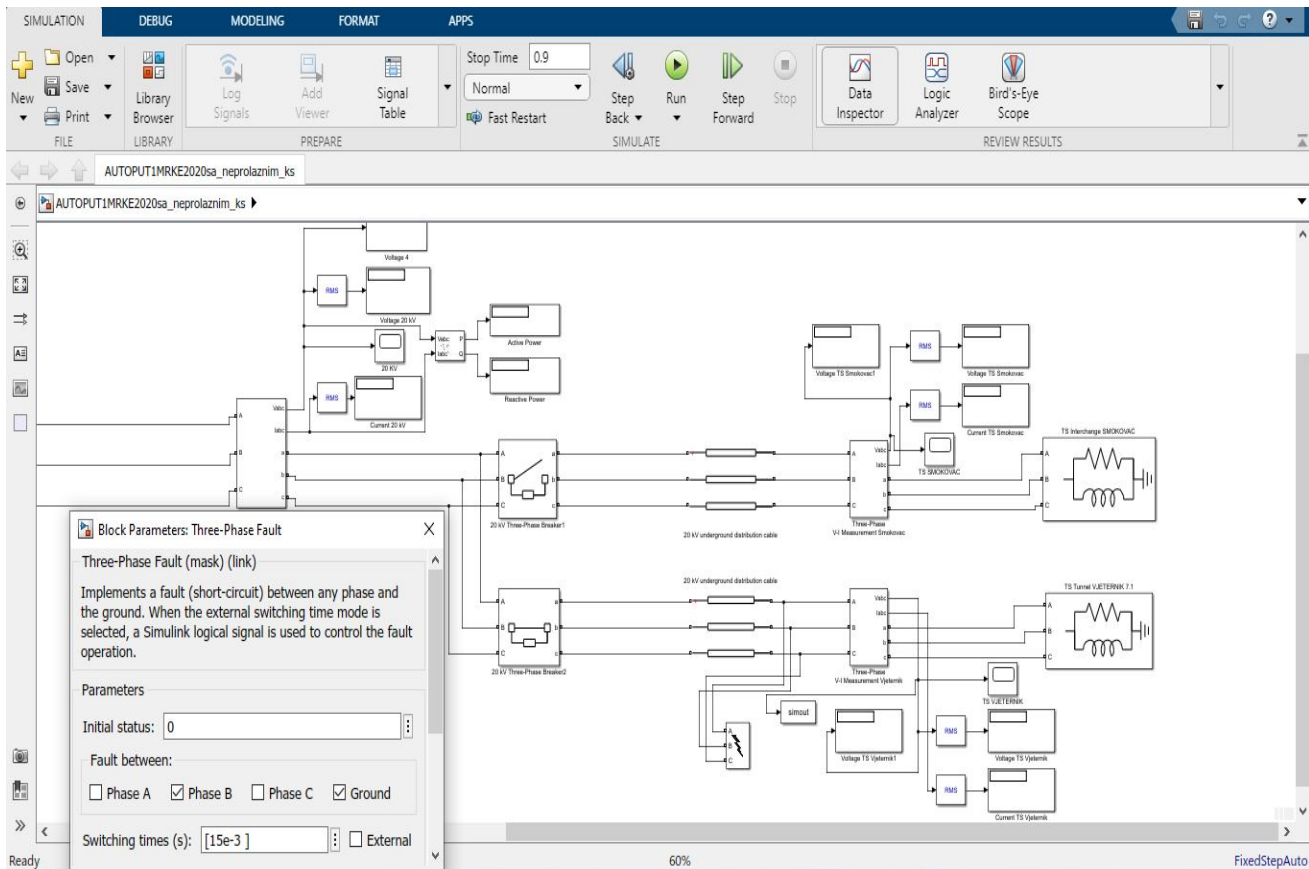 SIMULATION DEBUG MODELING FORMAT APPS
New
Open
Save
Print
FILE
Library
Browser
LIBRARY
Log
Signals
Add
Viewer
Signal
Table
PREPARE
Stop Time 0.9
Normal
Fast Restart
Step
Back
Run
Step
Forward
Stop
SIMULATE
Data
Inspector
Logic
Analyzer
Bird's-Eye
Scope
REVIEW RESULTS
AUTOPUT1MRKE2020sa_neprolaznim_ks
AUTOPUT1MRKE2020sa_neprolaznim_ks
Voltage 4
RMS
Voltage 20 kV
20 KV
RMS
Current 20 kV
Vabc
Iabc
P
Q
Active Power
Reactive Power
A
B
C
Vabc
Iabc
a
b
c
A
B
C
a
b
c
20 kV Three-Phase Breaker1
20 kV underground distribution cable
Voltage TS Smokovac1
RMS
Voltage TS Smokovac
RMS
Current TS Smokovac
TS SMOKOVAC
A
B
C
Vabc
Iabc
a
b
c
Three-Phase
V-I Measurement Smokovac
TS Interchange SMOKOVAC
A
B
C
20 kV underground distribution cable
A
B
C
a
b
c
20 kV Three-Phase Breaker2
A
B
C
Vabc
Iabc
a
b
c
Three-Phase
V-I Measurement Vjeternik
TS Tunnel VJETERNIK 7.1
A
B
C
A
B
C
simout
Voltage TS Vjeternik1
TS VJETERNIK
RMS
Voltage TS Vjeternik
RMS
Current TS Vjeternik
Block Parameters: Three-Phase Fault
Three-Phase Fault (mask) (link)
Implements a fault (short-circuit) between any phase and
the ground. When the external switching time mode is
selected, a Simulink logical signal is used to control the fault
operation.
Parameters
Initial status: 0
Fault between:
Phase A Phase B Phase C Ground
Switching times (s): [15e-3 ] External
Ready 60% FixedStepAuto